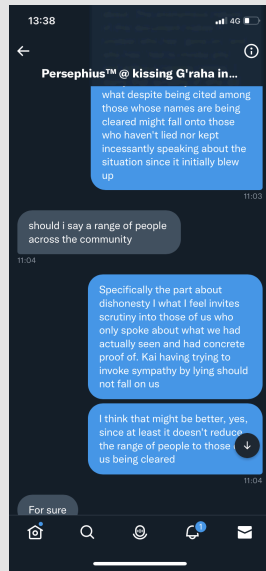 13:38
4G
Persephius™ @ kissing G'raha in...
what despite being cited among
those whose names are being
cleared might fall onto those
who haven't lied nor kept
incessantly speaking about the
situation since it initially blew
up
11:03
should i say a range of people
across the community
11:04
Specifically the part about
dishonesty I what I feel invites
scrutiny into those of us who
only spoke about what we had
actually seen and had concrete
proof of. Kai having trying to
invoke sympathy by lying should
not fall on us
I think that might be better, yes,
since at least it doesn't reduce
the range of people to those
us being cleared
11:04
For sure
1